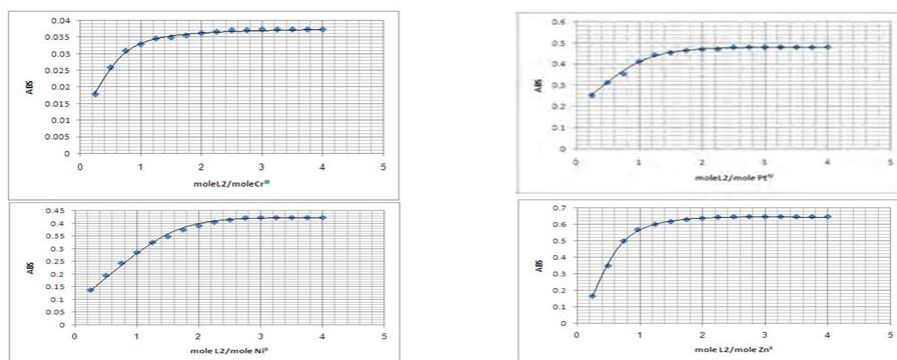 0.04
0.035
0.03
0.025
0.02
0.015
0.01
0.005
0
ABS
0 1 2 3 4 5
moleL2/moleCrᴵᴵᴵ
0.6
0.5
0.4
0.3
0.2
0.1
0
ABS
0 1 2 3 4 5
moleL2/mole Ptᴵⱽ
0.45
0.4
0.35
0.3
0.25
0.2
0.15
0.1
0.05
0
ABS
0 1 2 3 4 5
mole L2/mole Niᴵᴵ
0.7
0.6
0.5
0.4
0.3
0.2
0.1
0
ABS
0 1 2 3 4 5
mole L2/mole Znᴵᴵ